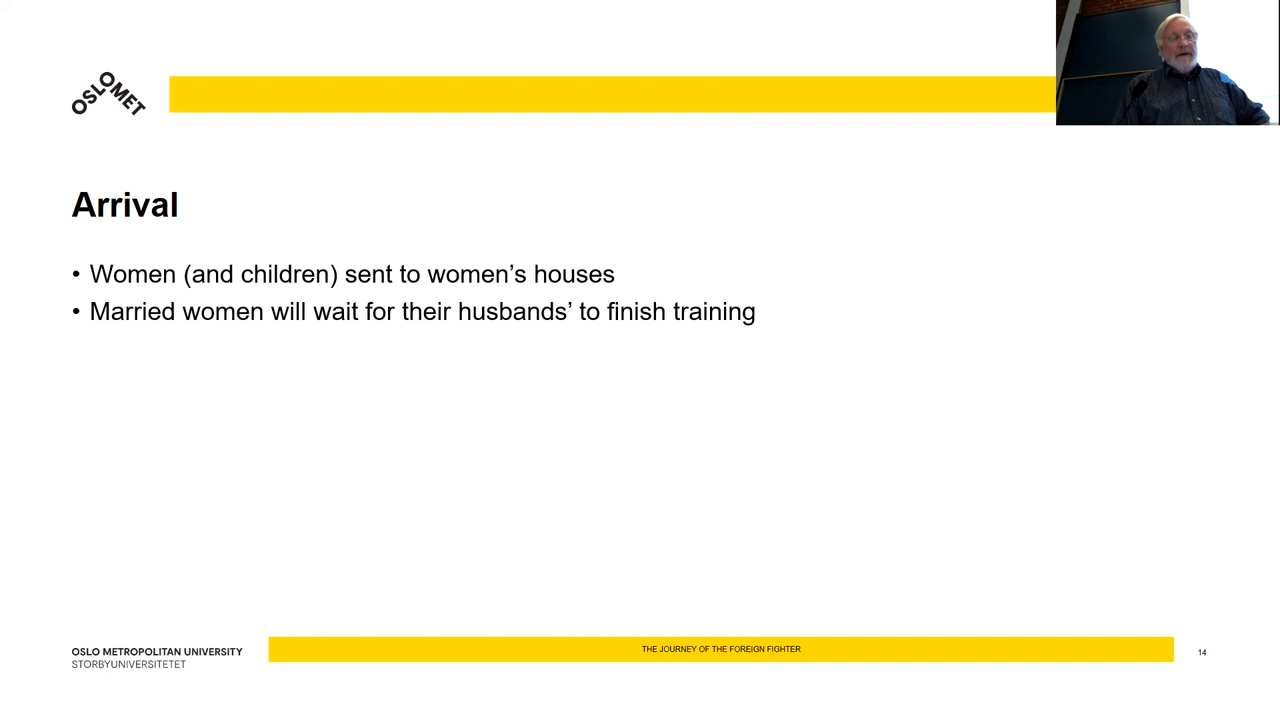 OSLOMET
Arrival
• Women (and children) sent to women’s houses
• Married women will wait for their husbands’ to finish training
OSLO METROPOLITAN UNIVERSITY
STORBYUNIVERSITETET
THE JOURNEY OF THE FOREIGN FIGHTER
14